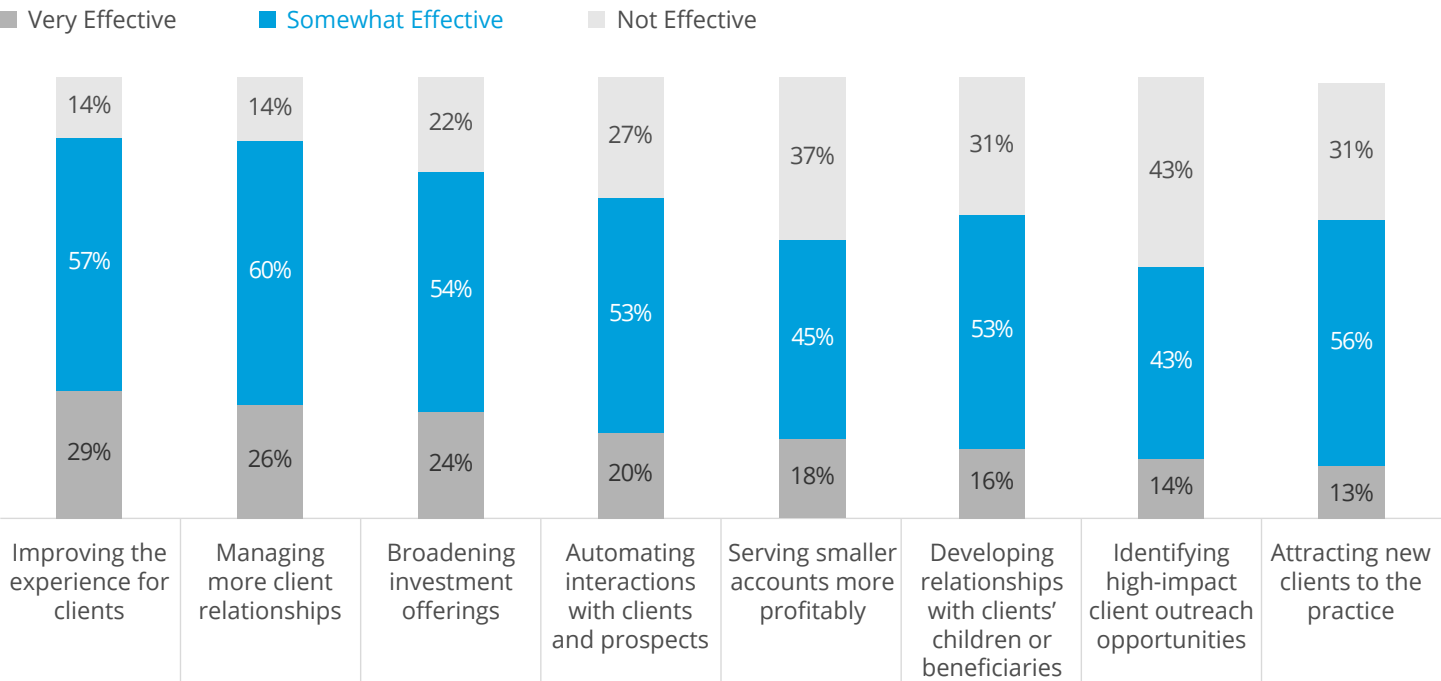 Very Effective Somewhat Effective Not Effective
14% 14% 22% 27% 37% 31% 43% 31%
57% 60% 54% 53% 45% 53% 43% 56%
29% 26% 24% 20% 18% 16% 14% 13%
Improving the
experience for
clients
Managing
more client
relationships
Broadening
investment
offerings
Automating
interactions
with clients
and prospects
Serving smaller
accounts more
profitably
Developing
relationships
with clients’
children or
beneficiaries
Identifying
high-impact
client outreach
opportunities
Attracting new
clients to the
practice